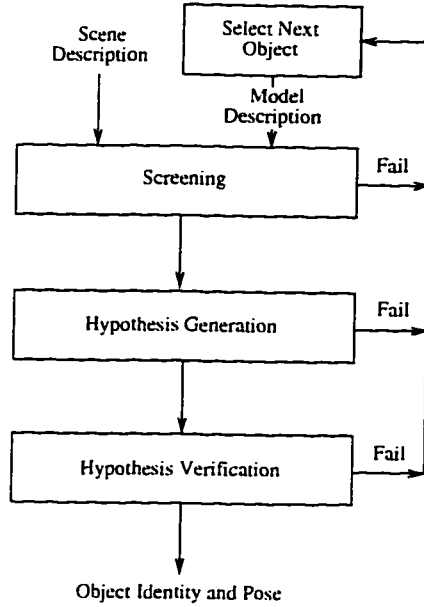 Select Next
Object
Scene
Description
Model
Description
Screening
Fail
Hypothesis Generation
Fail
Hypothesis Verification
Fail
Object Identity and Pose